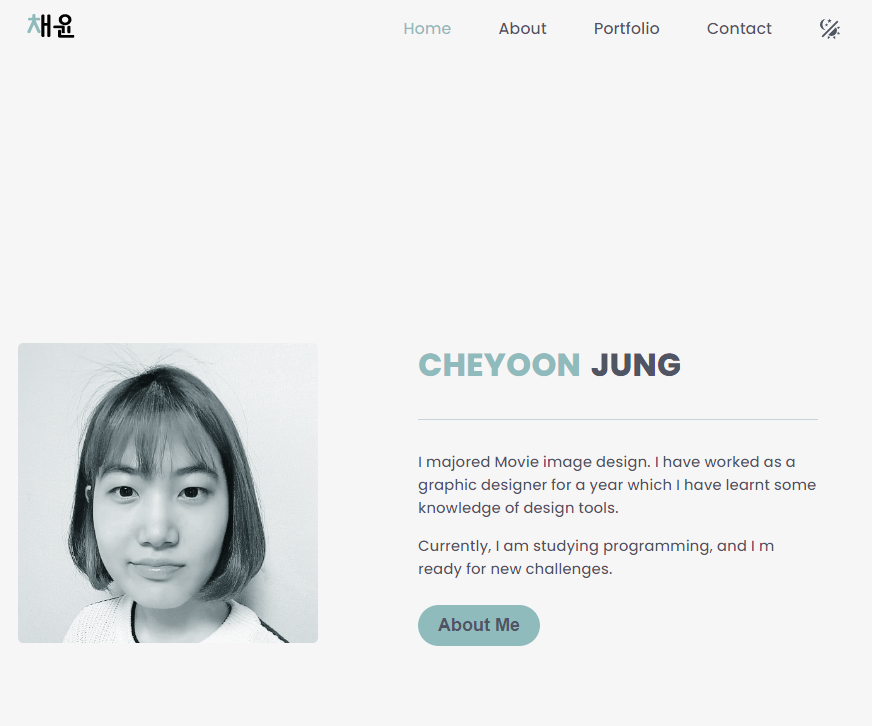 채윤
Home About Portfolio Contact
CHEYOON JUNG
I majored Movie image design. I have worked as a
graphic designer for a year which I have learnt some
knowledge of design tools.
Currently, I am studying programming, and I m
ready for new challenges.
About Me